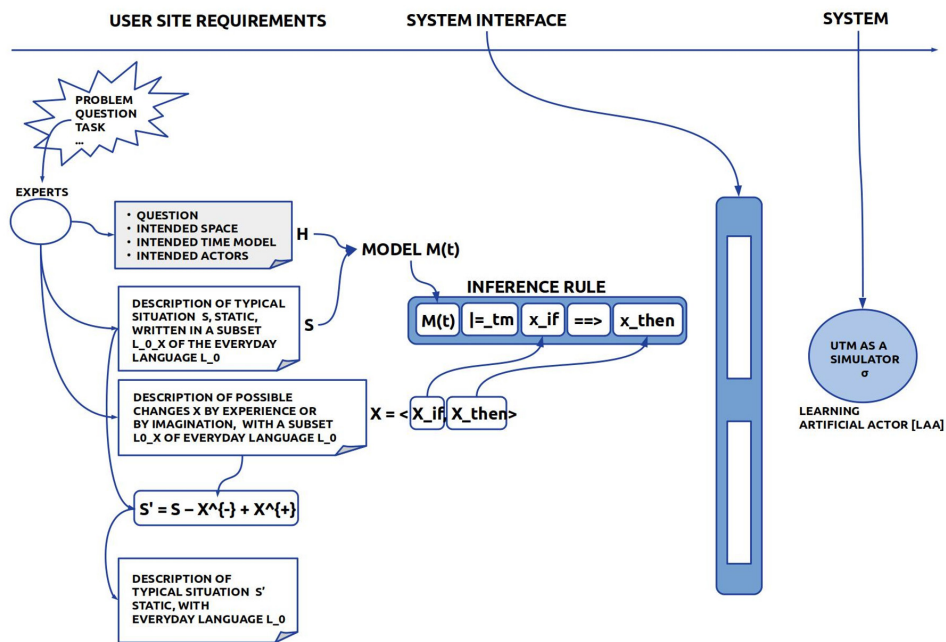 USER SITE REQUIREMENTS
SYSTEM INTERFACE
SYSTEM
PROBLEM
QUESTION
TASK
...
EXPERTS
• QUESTION
• INTENDED SPACE
• INTENDED TIME MODEL
• INTENDED ACTORS
H
MODEL M(t)
DESCRIPTION OF TYPICAL
SITUATION S, STATIC,
WRITTEN IN A SUBSET
L_0_X OF THE EVERYDAY
LANGUAGE L_0
S
INFERENCE RULE
M(t) |=_tm x_if ==> x_then
UTM AS A
SIMULATOR
σ
LEARNING
ARTIFICIAL ACTOR [LAA]
DESCRIPTION OF POSSIBLE
CHANGES X BY EXPERIENCE OR
BY IMAGINATION, WITH A SUBSET
L0_X OF EVERYDAY LANGUAGE L_0
X = <X_if, X_then>
S' = S − X^{-} + X^{+}
DESCRIPTION OF
TYPICAL SITUATION S'
STATIC, WITH
EVERYDAY LANGUAGE L_0